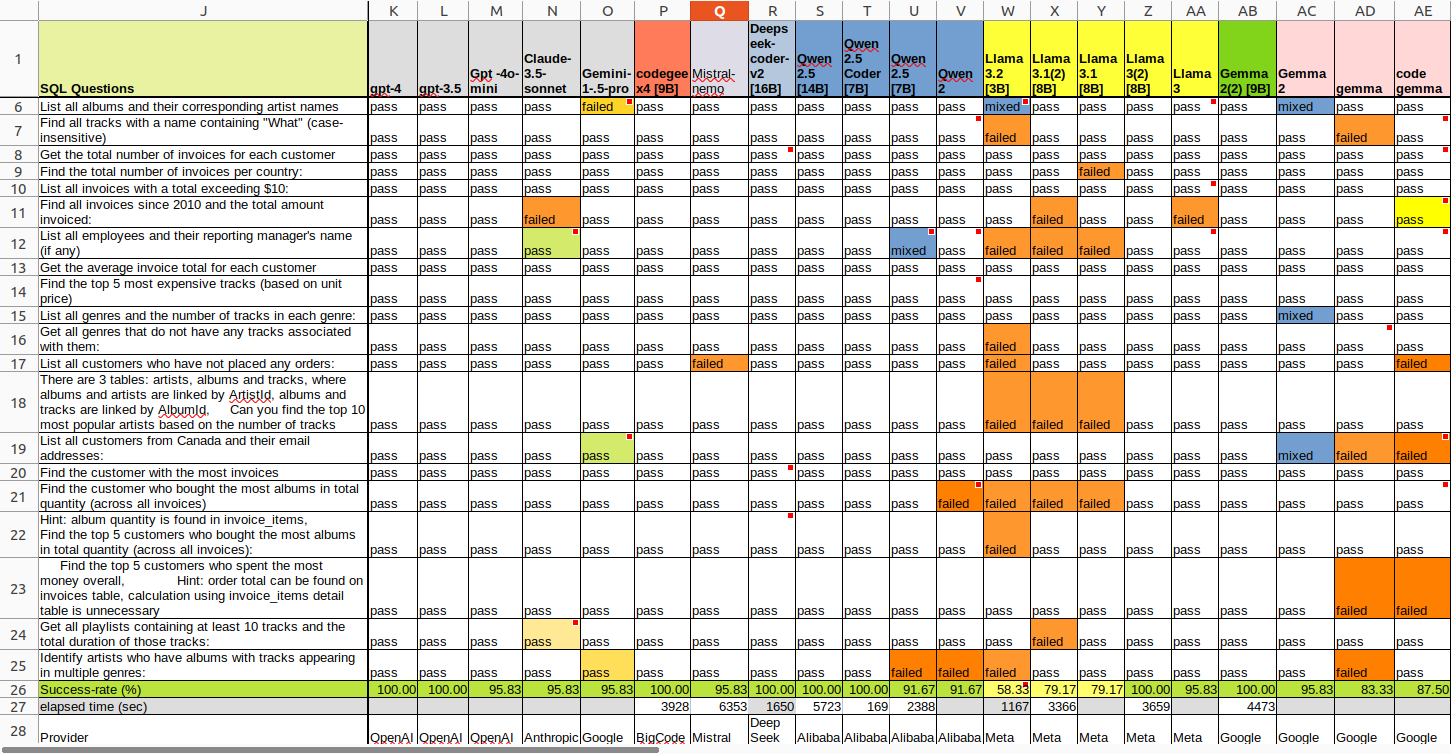 J K L M N O P Q R S T U V W X Y Z AA AB AC AD AE
1 SQL Questions gpt-4 gpt-3.5 Gpt -4o-mini Claude-3.5-sonnet Gemini-1-.5-pro codegeex4 [9B] Mistral-nemo Deepseek-coder-v2 [16B] Qwen 2.5 [14B] Qwen 2.5 Coder [7B] Qwen 2.5 [7B] Qwen 2 Llama 3.2 [3B] Llama 3.1(2) [8B] Llama 3.1 [8B] Llama 3(2) [8B] Llama 3 Gemma 2(2) [9B] Gemma 2 gemma code gemma
6 List all albums and their corresponding artist names pass pass pass pass failed pass pass pass pass pass pass pass mixed pass pass pass pass pass mixed pass pass
7 Find all tracks with a name containing "What" (case-
insensitive) pass pass pass pass pass pass pass pass pass pass pass pass failed pass pass pass pass pass pass failed pass
8 Get the total number of invoices for each customer pass pass pass pass pass pass pass pass pass pass pass pass pass pass pass pass pass pass pass pass pass
9 Find the total number of invoices per country: pass pass pass pass pass pass pass pass pass pass pass pass pass pass failed pass pass pass pass pass pass
10 List all invoices with a total exceeding $10: pass pass pass pass pass pass pass pass pass pass pass pass pass pass pass pass pass pass pass pass pass
11 Find all invoices since 2010 and the total amount
invoiced: pass pass pass failed pass pass pass pass pass pass pass pass pass failed pass pass failed pass pass pass pass
12 List all employees and their reporting manager's name
(if any) pass pass pass pass pass pass pass pass pass pass mixed pass failed failed failed pass pass pass pass pass pass
13 Get the average invoice total for each customer pass pass pass pass pass pass pass pass pass pass pass pass pass pass pass pass pass pass pass pass pass
14 Find the top 5 most expensive tracks (based on unit
price) pass pass pass pass pass pass pass pass pass pass pass pass pass pass pass pass pass pass pass pass pass
15 List all genres and the number of tracks in each genre: pass pass pass pass pass pass pass pass pass pass pass pass pass pass pass pass pass pass mixed pass pass
16 Get all genres that do not have any tracks associated
with them: pass pass pass pass pass pass pass pass pass pass pass pass failed pass pass pass pass pass pass pass pass
17 List all customers who have not placed any orders: pass pass pass pass pass pass failed pass pass pass pass pass failed pass pass pass pass pass pass pass failed
18 There are 3 tables: artists, albums and tracks, where
albums and artists are linked by ArtistId, albums and
tracks are linked by AlbumId, Can you find the top 10
most popular artists based on the number of tracks pass pass pass pass pass pass pass pass pass pass pass pass failed failed failed pass pass pass pass pass pass
19 List all customers from Canada and their email
addresses: pass pass pass pass pass pass pass pass pass pass pass pass pass pass pass pass pass pass mixed failed failed
20 Find the customer with the most invoices pass pass pass pass pass pass pass pass pass pass pass pass pass pass pass pass pass pass pass pass pass
21 Find the customer who bought the most albums in total
quantity (across all invoices) pass pass pass pass pass pass pass pass pass pass pass failed failed failed failed pass pass pass pass pass pass
22 Hint: album quantity is found in invoice_items,
Find the top 5 customers who bought the most albums
in total quantity (across all invoices): pass pass pass pass pass pass pass pass pass pass pass pass failed pass pass pass pass pass pass pass pass
23 Find the top 5 customers who spent the most
money overall, Hint: order total can be found on
invoices table, calculation using invoice_items detail
table is unnecessary pass pass pass pass pass pass pass pass pass pass pass pass pass pass pass pass pass pass pass failed failed
24 Get all playlists containing at least 10 tracks and the
total duration of those tracks: pass pass pass pass pass pass pass pass pass pass pass pass pass failed pass pass pass pass pass pass pass
25 Identify artists who have albums with tracks appearing
in multiple genres: pass pass pass pass pass pass pass pass pass pass failed failed failed pass pass pass pass pass pass failed pass
26 Success-rate (%) 100.00 100.00 95.83 95.83 95.83 100.00 95.83 100.00 100.00 100.00 91.67 91.67 58.33 79.17 79.17 100.00 95.83 100.00 95.83 83.33 87.50
27 elapsed time (sec) 3928 6353 1650 5723 169 2388 1167 3366 3659 4473
28 Provider OpenAI OpenAI OpenAI Anthropic Google BigCode Mistral Deep Seek Alibaba Alibaba Alibaba Alibaba Meta Meta Meta Meta Meta Google Google Google Google